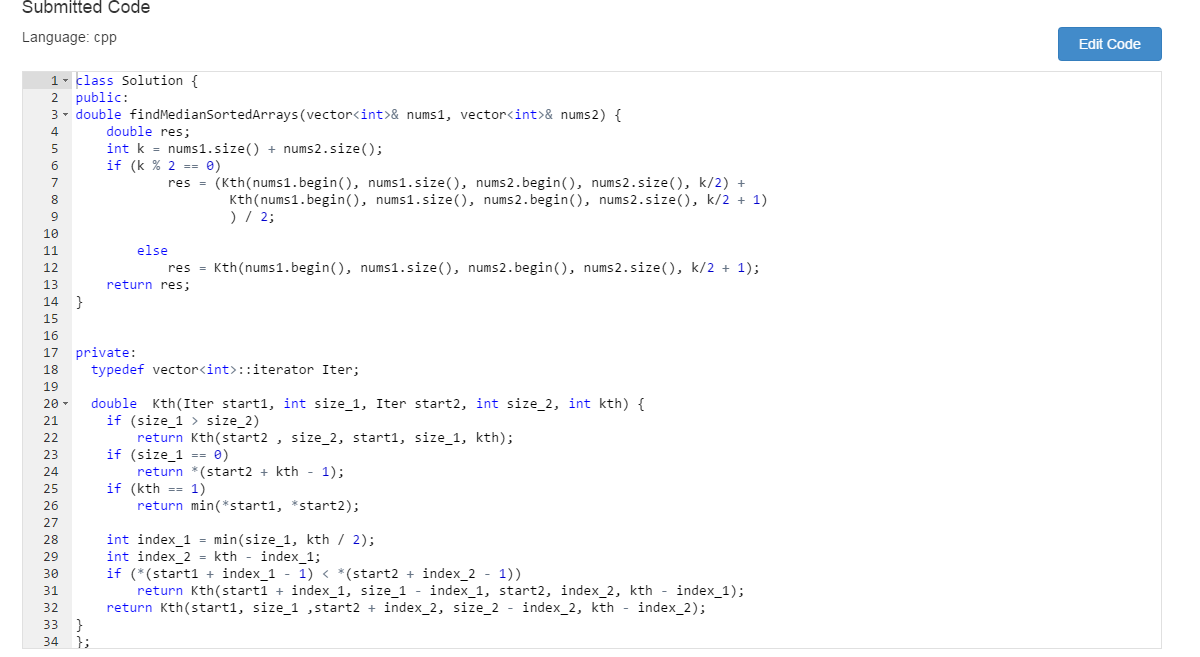 Submitted Code
Language: cpp
Edit Code
1 class Solution {
2 public:
3 double findMedianSortedArrays(vector<int>& nums1, vector<int>& nums2) {
4     double res;
5     int k = nums1.size() + nums2.size();
6     if (k % 2 == 0)
7             res = (Kth(nums1.begin(), nums1.size(), nums2.begin(), nums2.size(), k/2) +
8                     Kth(nums1.begin(), nums1.size(), nums2.begin(), nums2.size(), k/2 + 1)
9                     ) / 2;
10
11         else
12             res = Kth(nums1.begin(), nums1.size(), nums2.begin(), nums2.size(), k/2 + 1);
13     return res;
14 }
15
16
17 private:
18   typedef vector<int>::iterator Iter;
19
20   double  Kth(Iter start1, int size_1, Iter start2, int size_2, int kth) {
21     if (size_1 > size_2)
22         return Kth(start2 , size_2, start1, size_1, kth);
23     if (size_1 == 0)
24         return *(start2 + kth - 1);
25     if (kth == 1)
26         return min(*start1, *start2);
27
28     int index_1 = min(size_1, kth / 2);
29     int index_2 = kth - index_1;
30     if (*(start1 + index_1 - 1) < *(start2 + index_2 - 1))
31         return Kth(start1 + index_1, size_1 - index_1, start2, index_2, kth - index_1);
32     return Kth(start1, size_1 ,start2 + index_2, size_2 - index_2, kth - index_2);
33 }
34 };